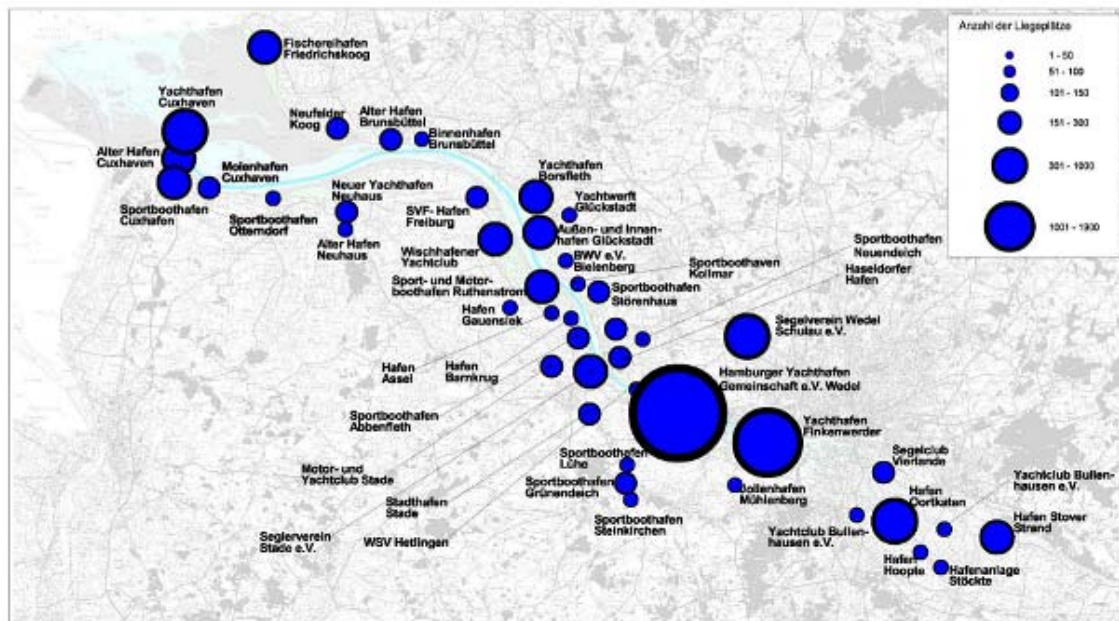 Anzahl der Liegeplätze
1 - 50
51 - 100
101 - 150
151 - 300
301 - 1000
1001 - 1900
Fischereihafen
Friedrichskoog
Yachthafen
Cuxhaven
Neufelder
Koog
Alter Hafen
Brunsbüttel
Binnenhafen
Brunsbüttel
Alter Hafen
Cuxhaven
Molenhafen
Cuxhaven
Sportboothafen
Cuxhafen
Sportboothafen
Otterndorf
Neuer Yachthafen
Neuhaus
Alter Hafen
Neuhaus
SVF- Hafen
Freiburg
Yachthafen
Borsfleth
Yachtwerft
Glückstadt
Außen- und Innen-
hafen Glückstadt
Wischhafener
Yachtclub
BWV e.V.
Bielenberg
Sportboothaven
Kollmar
Sportboothafen
Neuendeich
Haseldorfer
Hafen
Sport- und Motor-
boothafen Ruthenstrom
Sportboothafen
Störenhaus
Hafen
Gauensiek
Segelverein Wedel
Schulau e.V.
Hafen
Assel
Hafen
Barnkrug
Hamburger Yachthafen
Gemeinschaft e.V. Wedel
Sportboothafen
Abbenfleth
Yachthafen
Finkenwerder
Motor- und
Yachtclub Stade
Sportboothafen
Lühe
Segelclub
Vierlande
Yachtclub Bullen-
hausen e.V.
Stadthafen
Stade
Sportboothafen
Grünendeich
Jollenhafen
Mühlenberg
Hafen
Oortkaten
Seglerverein
Stade e.V.
WSV Hetlingen
Sportboothafen
Steinkirchen
Yachtclub Bullen-
hausen e.V.
Hafen Stover
Strand
Hafen
Hoopte
Hafenanlage
Stöckte